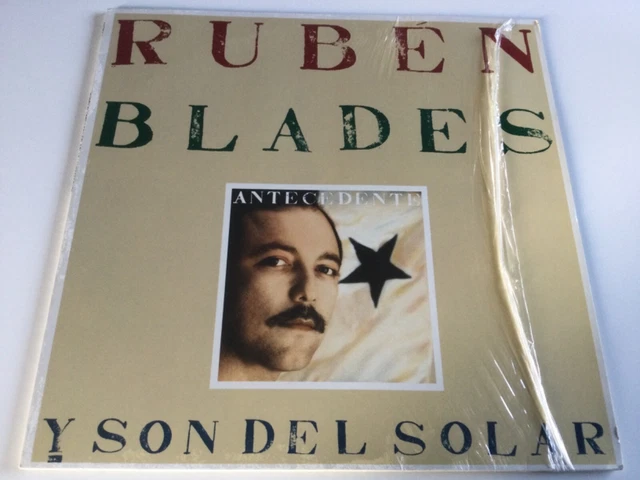 RUBÉN
BLADES
ANTECEDENTE
Y SON DEL SOLAR